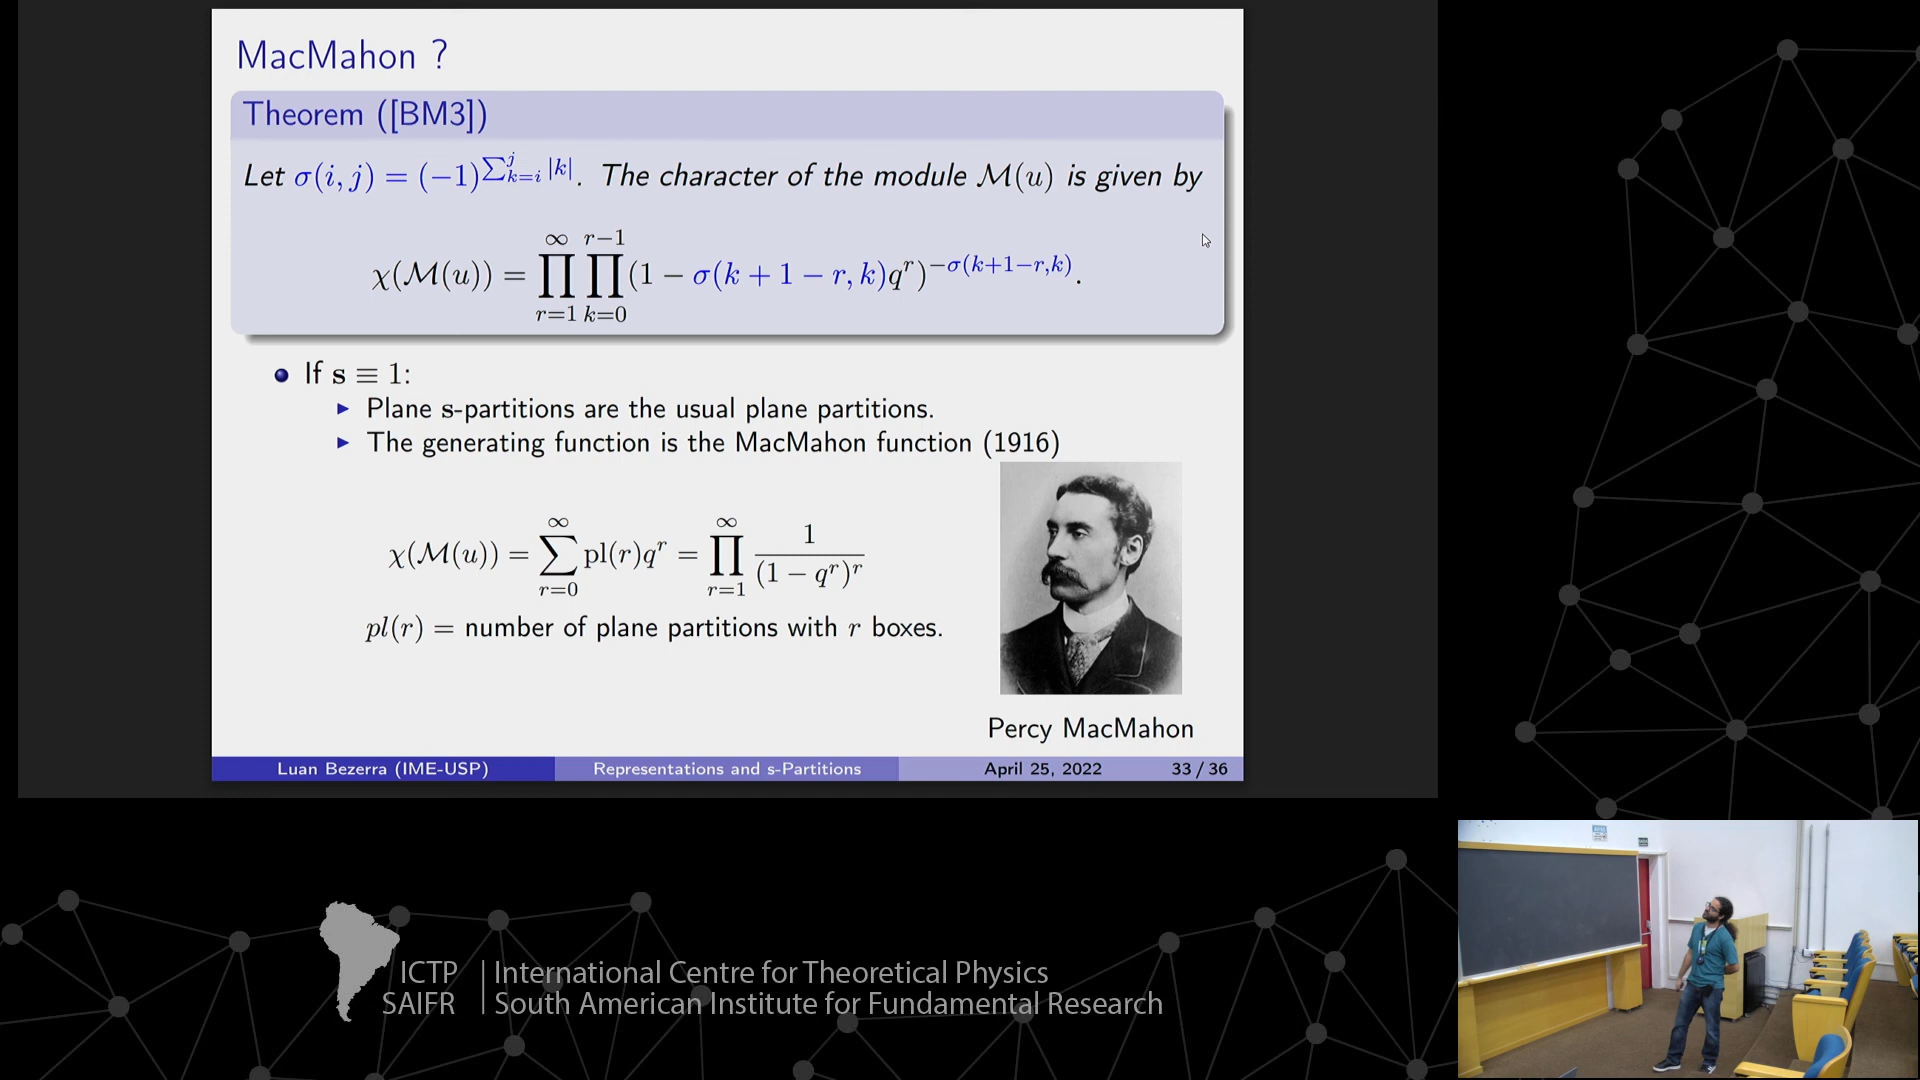 MacMahon ?
Theorem ([BM3])
Let σ(i, j) = (−1)^{∑_{k=i}^{j} |k|}. The character of the module M(u) is given by
χ(M(u)) = ∏_{r=1}^{∞} ∏_{k=0}^{r−1} (1 − σ(k + 1 − r, k)q^r)^{−σ(k+1−r,k)}.
If s ≡ 1:
Plane s-partitions are the usual plane partitions.
The generating function is the MacMahon function (1916)
χ(M(u)) = ∑_{r=0}^{∞} pl(r)q^r = ∏_{r=1}^{∞} 1/(1 − q^r)^r
pl(r) = number of plane partitions with r boxes.
Percy MacMahon
Luan Bezerra (IME-USP) Representations and s-Partitions April 25, 2022 33 / 36
ICTP | International Centre for Theoretical Physics
SAIFR | South American Institute for Fundamental Research